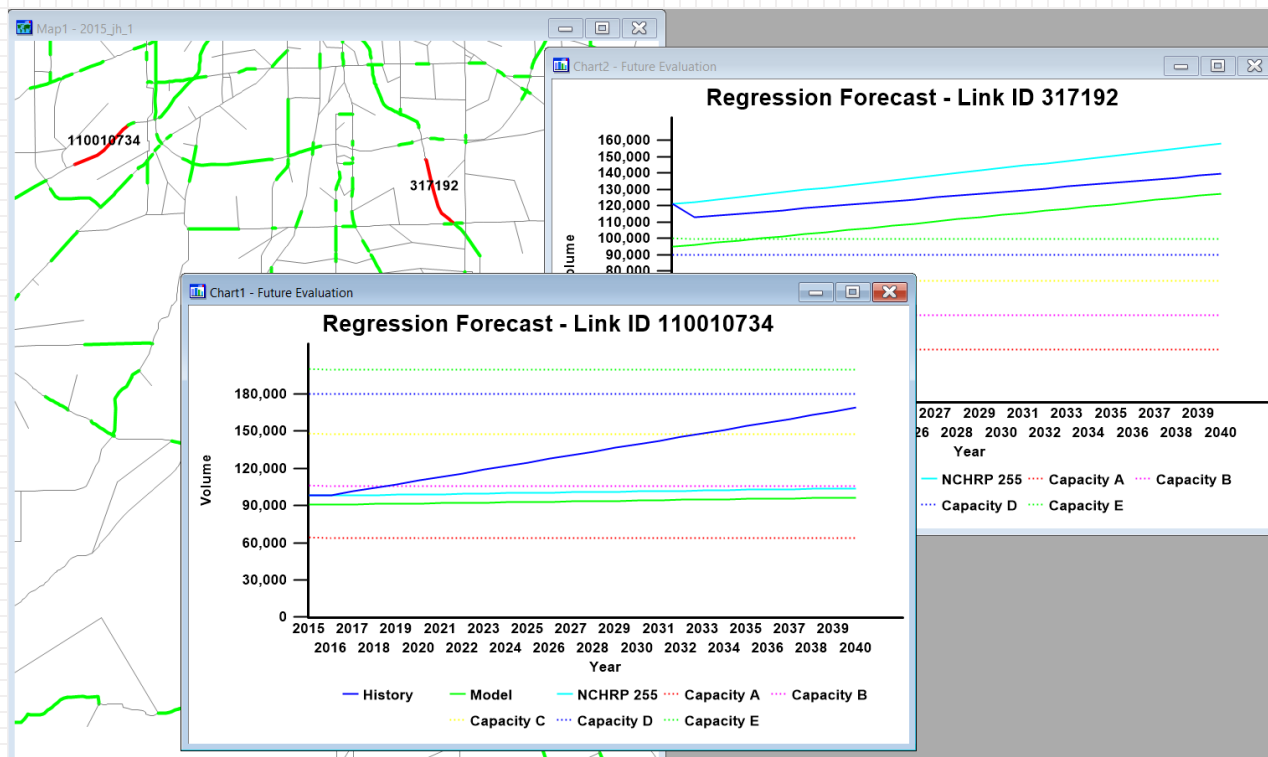 Map1 - 2015_jh_1
110010734
317192
Chart2 - Future Evaluation
Regression Forecast - Link ID 317192
160,000
150,000
140,000
130,000
120,000
110,000
100,000
90,000
80,000
2027 2029 2031 2033 2035 2037 2039
2028 2030 2032 2034 2036 2038 2040
Year
NCHRP 255 Capacity A Capacity B
Capacity D Capacity E
Chart1 - Future Evaluation
Regression Forecast - Link ID 110010734
Volume
180,000
150,000
120,000
90,000
60,000
30,000
0
2015 2017 2019 2021 2023 2025 2027 2029 2031 2033 2035 2037 2039
2016 2018 2020 2022 2024 2026 2028 2030 2032 2034 2036 2038 2040
Year
History Model NCHRP 255 Capacity A Capacity B
Capacity C Capacity D Capacity E